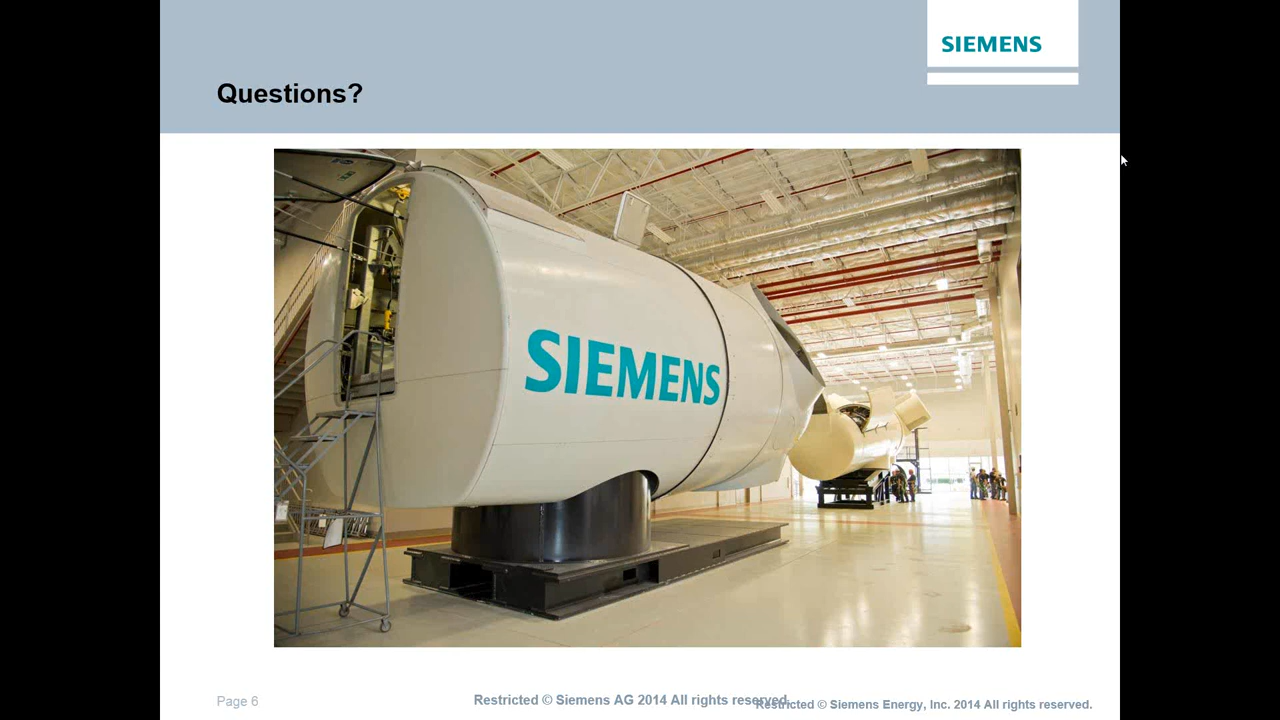 SIEMENS
Questions?
SIEMENS
Page 6
Restricted © Siemens AG 2014 All rights reserved.
Restricted © Siemens Energy, Inc. 2014 All rights reserved.